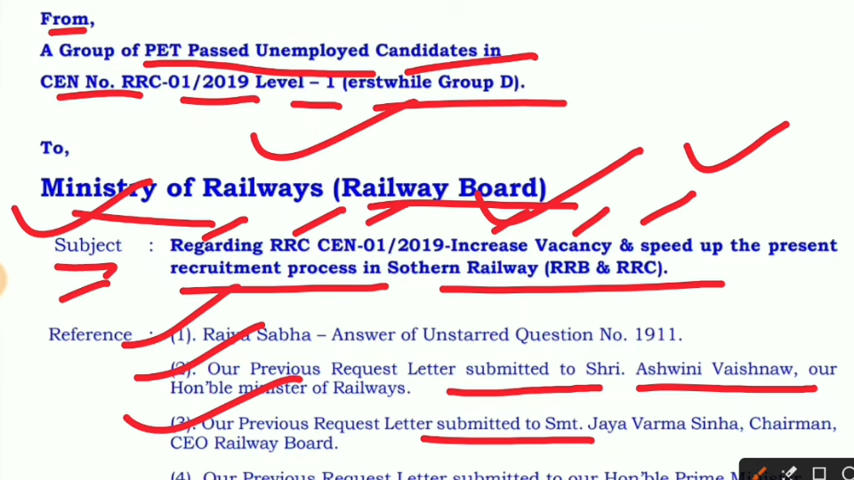 From,
A Group of PET Passed Unemployed Candidates in
CEN No. RRC-01/2019 Level – 1 (erstwhile Group D).
To,
Ministry of Railways (Railway Board)
Subject : Regarding RRC CEN-01/2019-Increase Vacancy & speed up the present
recruitment process in Sothern Railway (RRB & RRC).
Reference : (1). Rajya Sabha – Answer of Unstarred Question No. 1911.
(2). Our Previous Request Letter submitted to Shri. Ashwini Vaishnaw, our
Hon'ble minister of Railways.
(3). Our Previous Request Letter submitted to Smt. Jaya Varma Sinha, Chairman,
CEO Railway Board.
(4). Our Previous Request Letter submitted to our Hon'ble Prime Minister